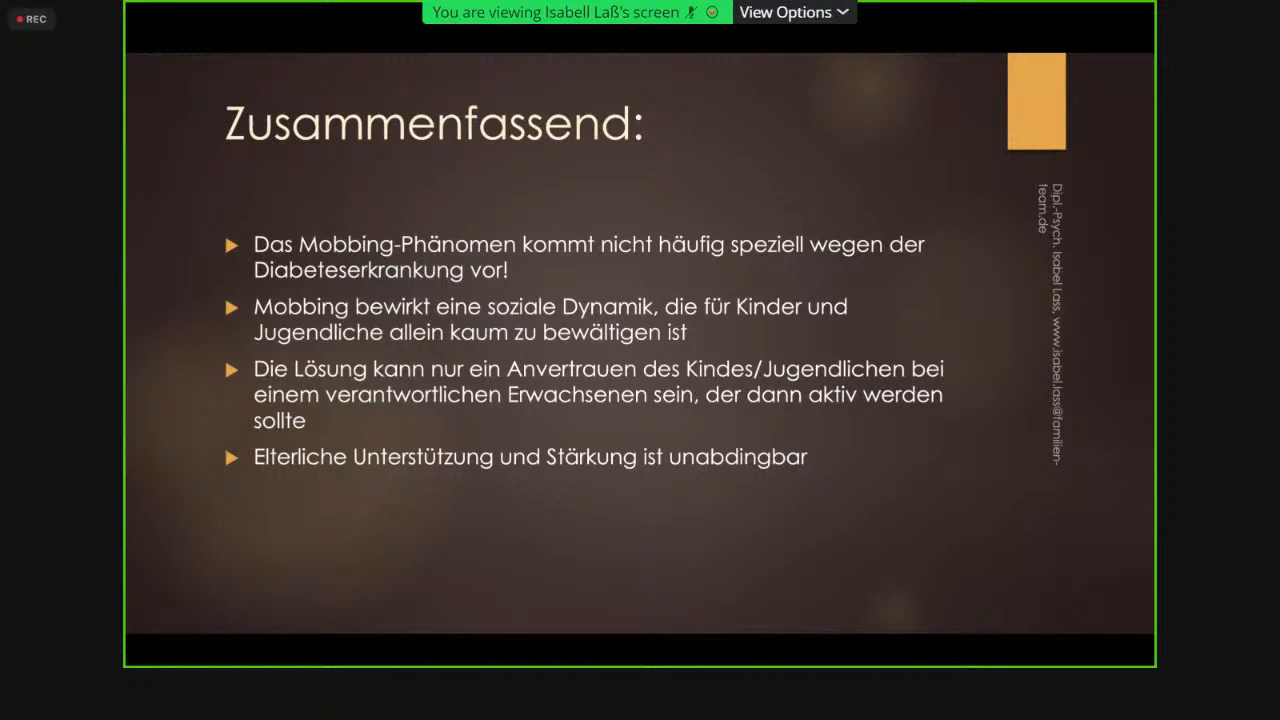 REC
You are viewing Isabell Laß's screen
View Options
Zusammenfassend:
Das Mobbing-Phänomen kommt nicht häufig speziell wegen der
Diabeteserkrankung vor!
Mobbing bewirkt eine soziale Dynamik, die für Kinder und
Jugendliche allein kaum zu bewältigen ist
Die Lösung kann nur ein Anvertrauen des Kindes/Jugendlichen bei
einem verantwortlichen Erwachsenen sein, der dann aktiv werden
sollte
Elterliche Unterstützung und Stärkung ist unabdingbar
Dipl.-Psych. Isabel Lass, www.isabel.lass@familien-
team.de